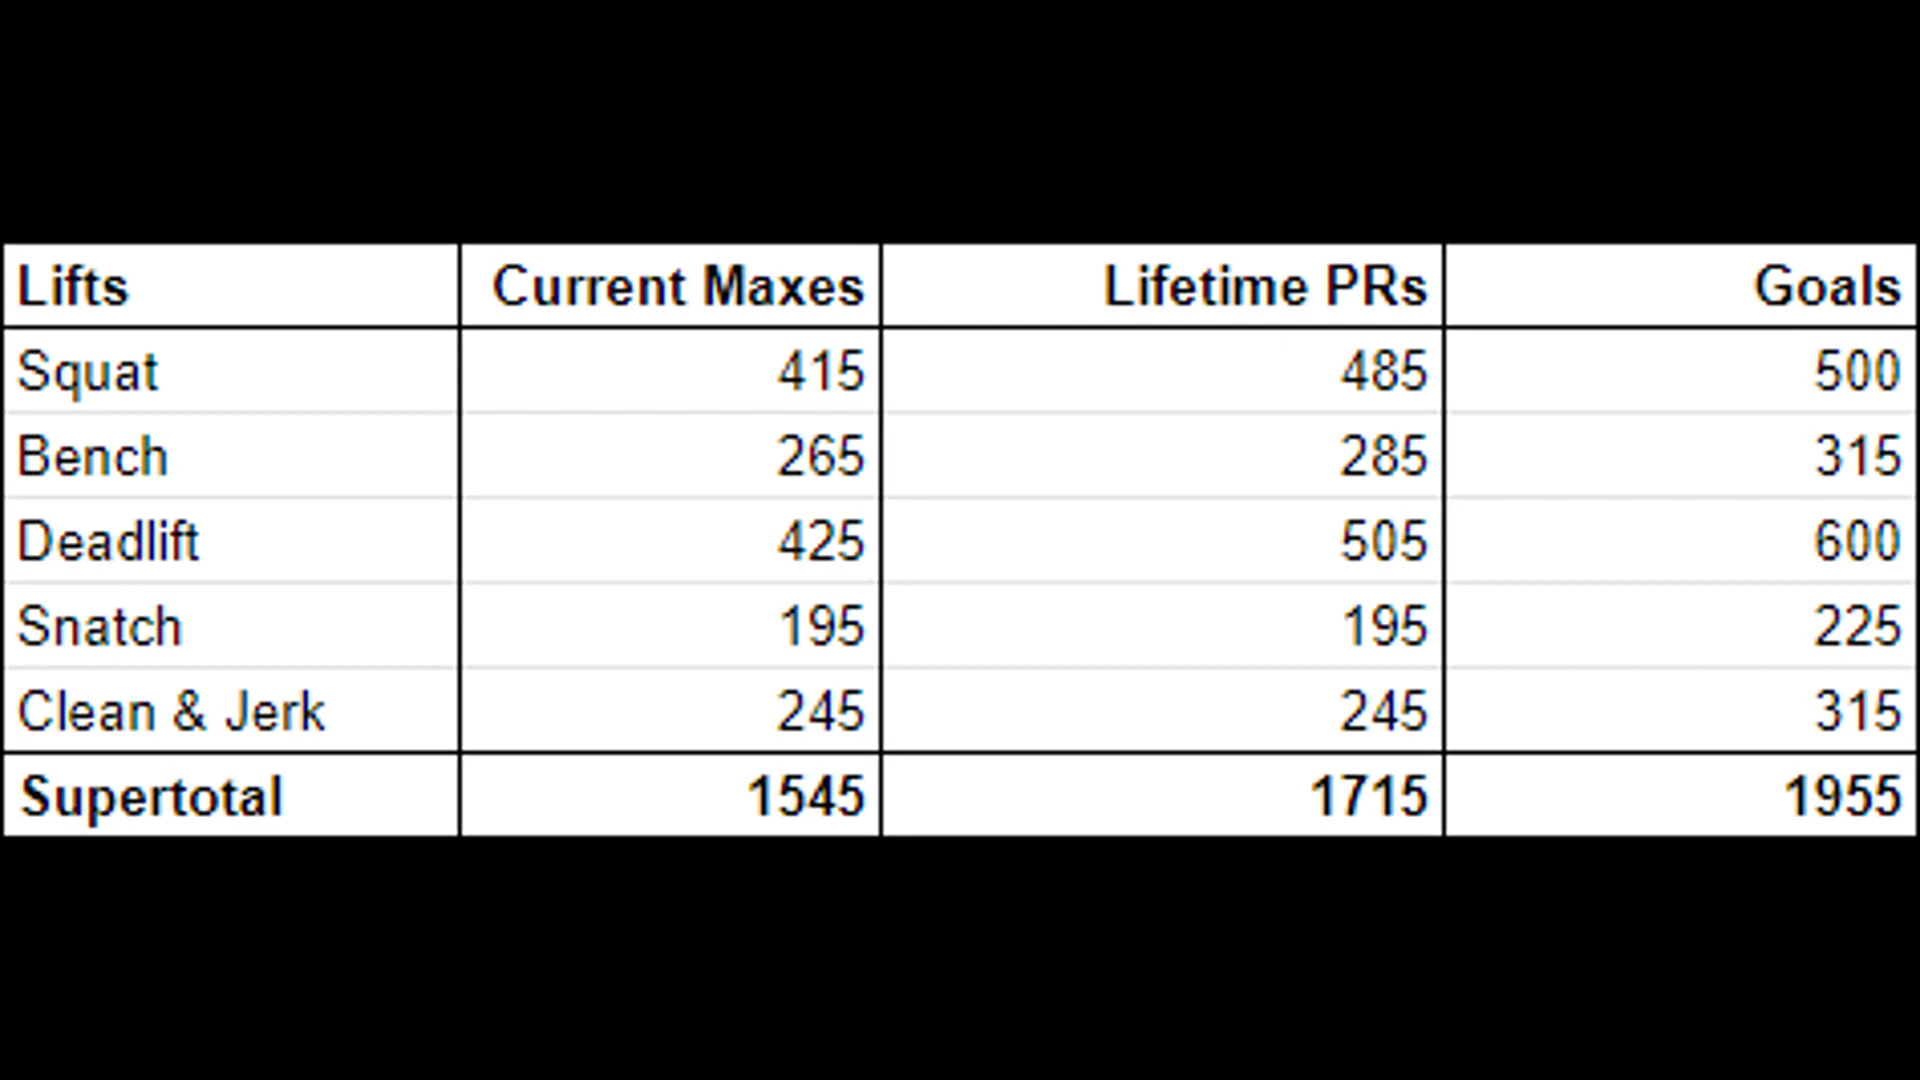 Lifts Current Maxes Lifetime PRs Goals
Squat 415 485 500
Bench 265 285 315
Deadlift 425 505 600
Snatch 195 195 225
Clean & Jerk 245 245 315
Supertotal 1545 1715 1955